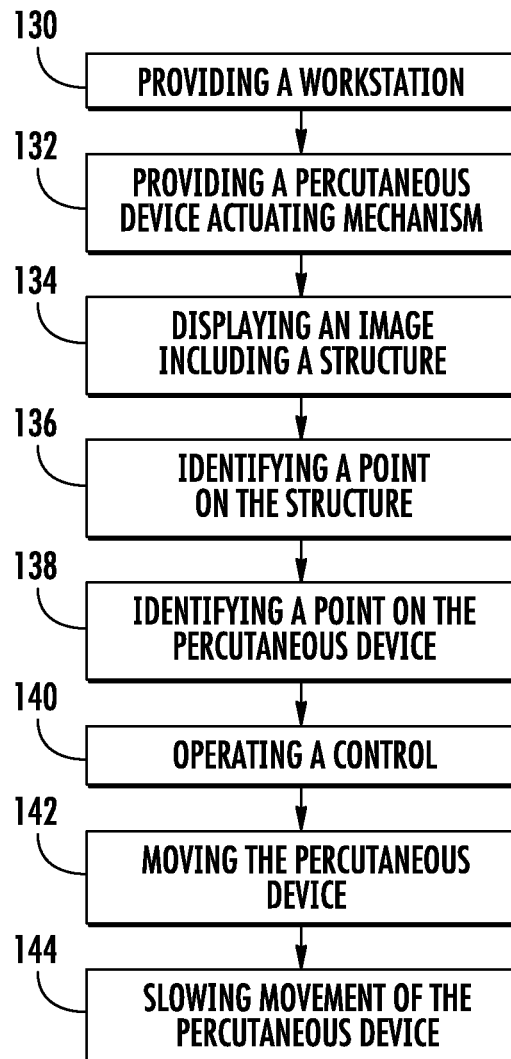 130
PROVIDING A WORKSTATION
132
PROVIDING A PERCUTANEOUS
DEVICE ACTUATING MECHANISM
134
DISPLAYING AN IMAGE
INCLUDING A STRUCTURE
136
IDENTIFYING A POINT
ON THE STRUCTURE
138
IDENTIFYING A POINT ON THE
PERCUTANEOUS DEVICE
140
OPERATING A CONTROL
142
MOVING THE PERCUTANEOUS
DEVICE
144
SLOWING MOVEMENT OF THE
PERCUTANEOUS DEVICE